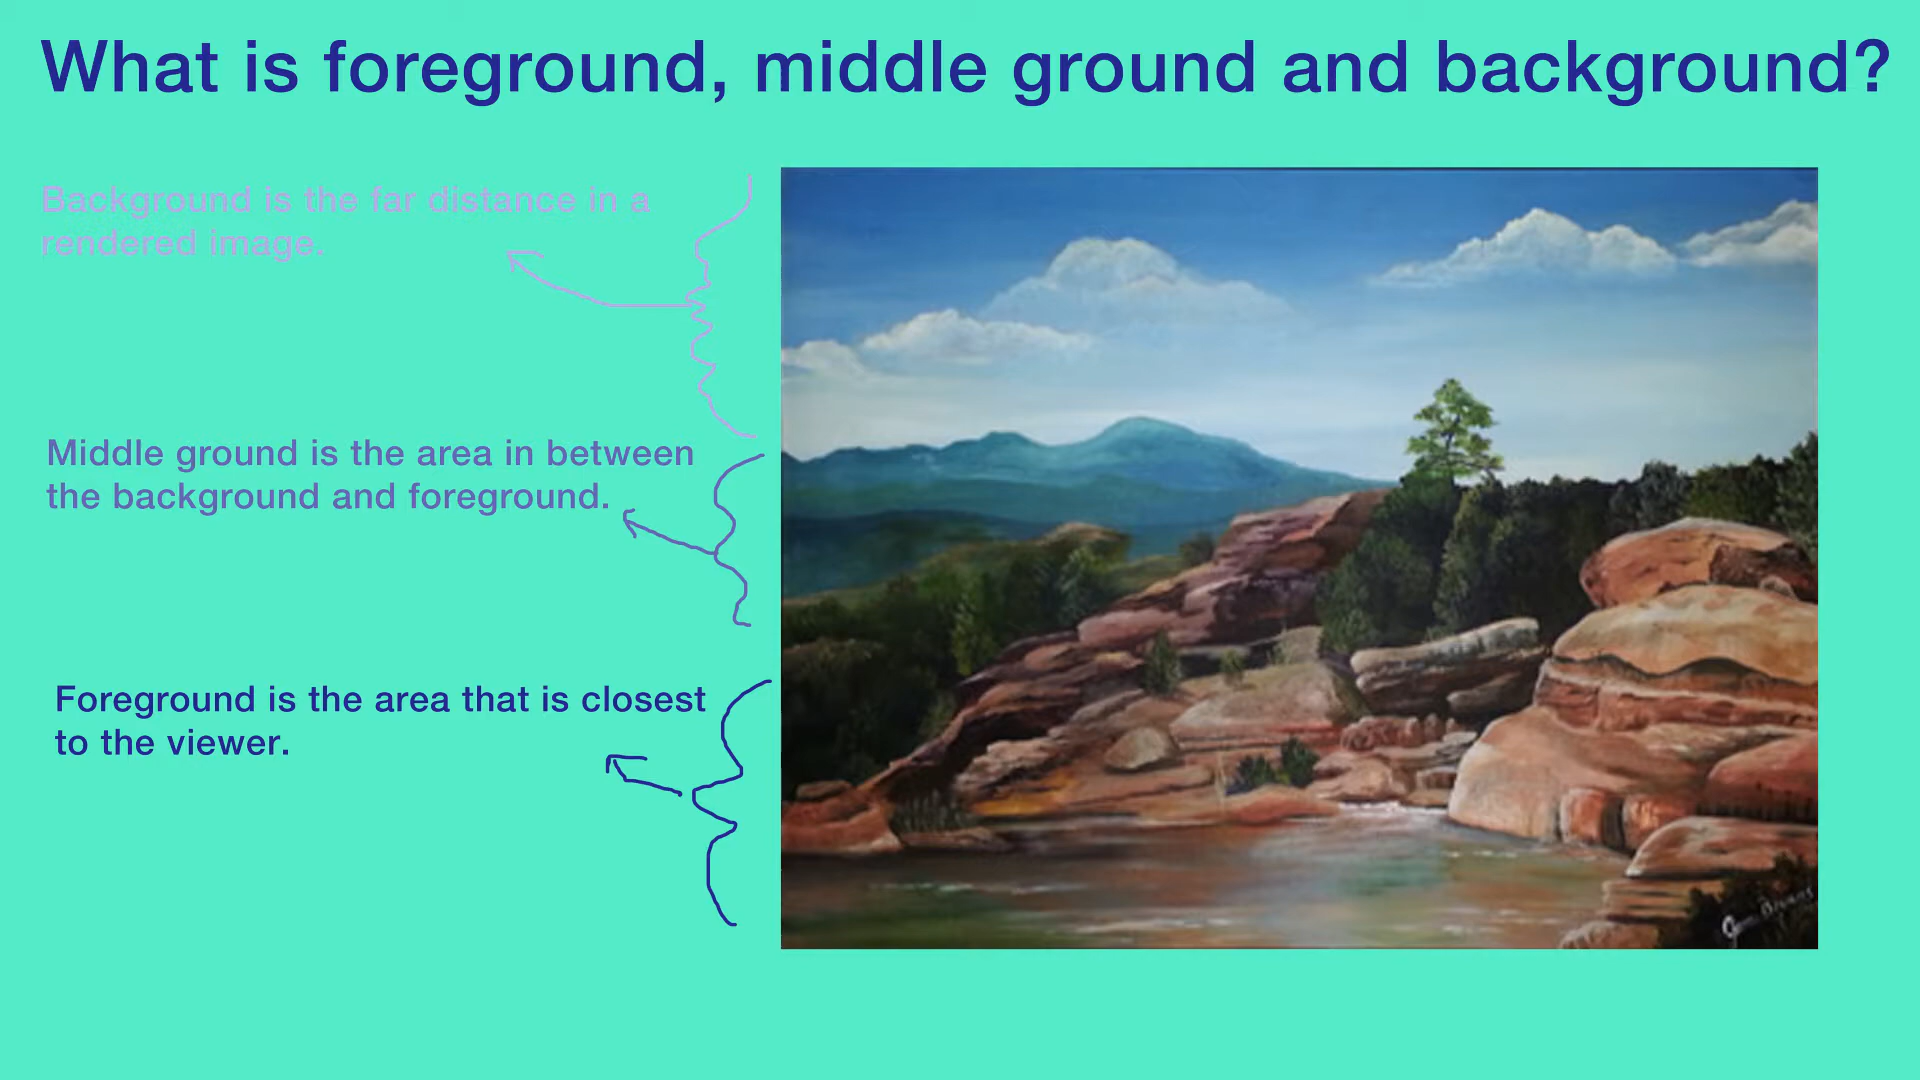 What is foreground, middle ground and background?
Background is the far distance in a
rendered image.
Middle ground is the area in between
the background and foreground.
Foreground is the area that is closest
to the viewer.